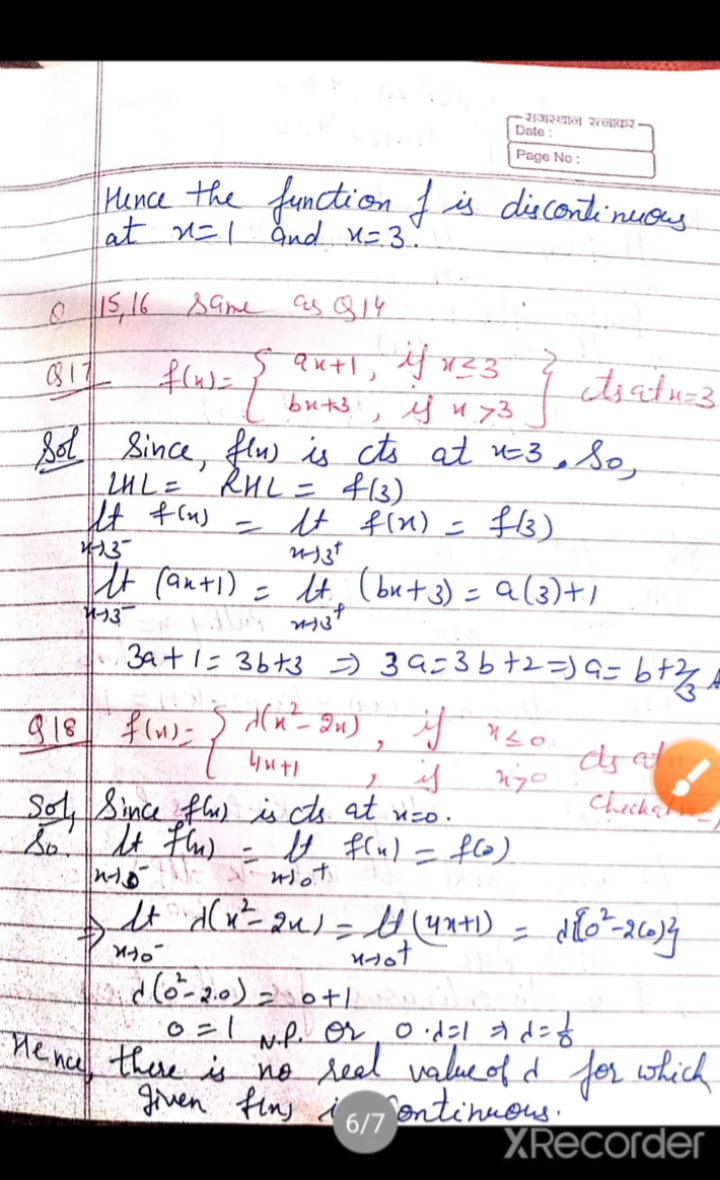 राजस्थान रत्नाकर
Date :
Page No :
Hence the function f is discontinuous
at x=1 and x=3.
Q 15,16 same as Q14
Q17 f(x)= { ax+1, if x≤3
bx+3, if x>3 } cts at x=3
Sol Since, f(x) is cts at x=3. So,
LHL = RHL = f(3)
lt f(x) = lt f(x) = f(3)
x→3⁻ x→3⁺
lt (ax+1) = lt (bx+3) = a(3)+1
x→3⁻ x→3⁺
3a+1=3b+3 ⇒ 3a=3b+2 ⇒ a=b+2/3
Q18 f(x)= { λ(x²-2x), if x≤0 cts at
4x+1, if x>0
Check at
Sol, Since f(x) is cts at x=0.
So. lt f(x) = lt f(x) = f(0)
x→0⁻ x→0⁺
⇒ lt λ(x²-2x) = lt (4x+1) = λ{0²-2(0)}
x→0⁻ x→0⁺
λ(0²-2.0) = 0+1
0=1 N.P. or 0.λ=1 ⇒ λ=1/0
Hence, there is no real value of λ for which
given f(x) is continuous.
6/7
XRecorder